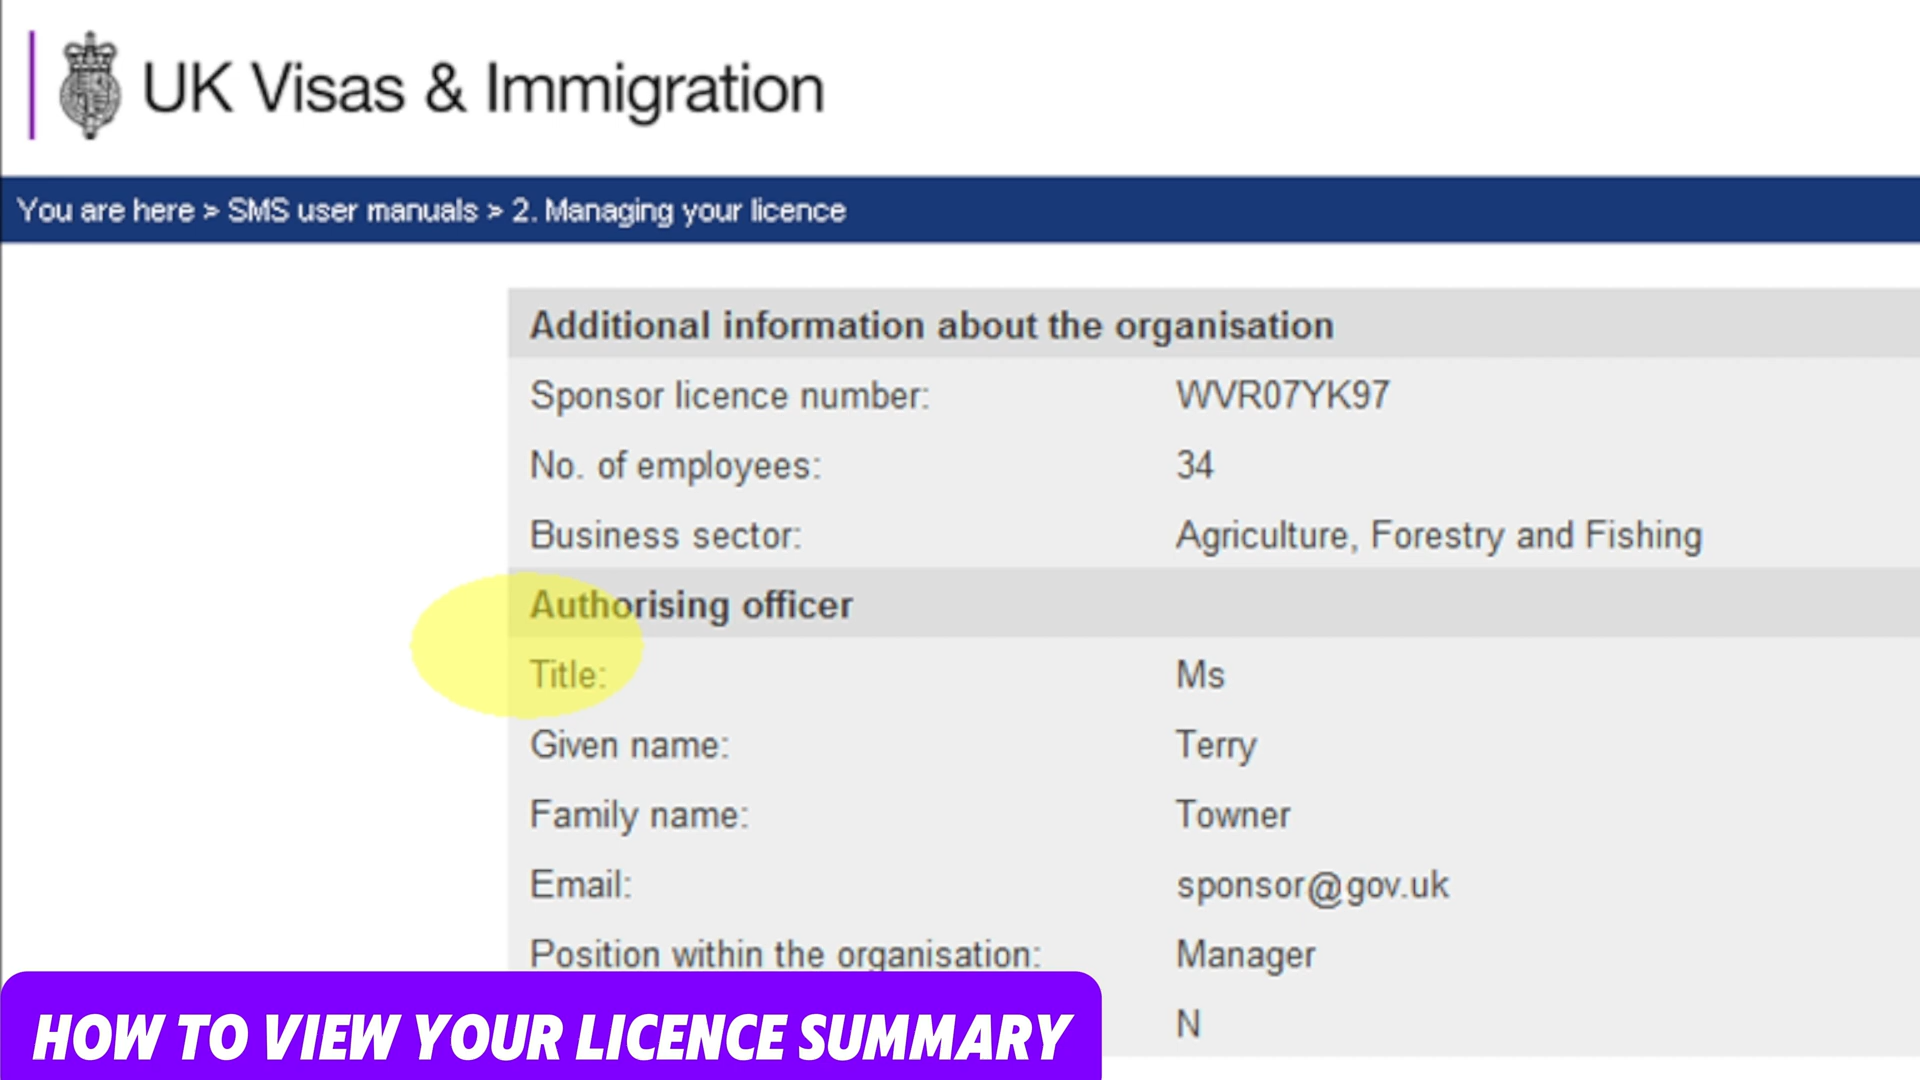 UK Visas & Immigration
You are here > SMS user manuals > 2. Managing your licence
Additional information about the organisation
Sponsor licence number: WVR07YK97
No. of employees: 34
Business sector: Agriculture, Forestry and Fishing
Authorising officer
Title: Ms
Given name: Terry
Family name: Towner
Email: sponsor@gov.uk
Position within the organisation: Manager
N
HOW TO VIEW YOUR LICENCE SUMMARY